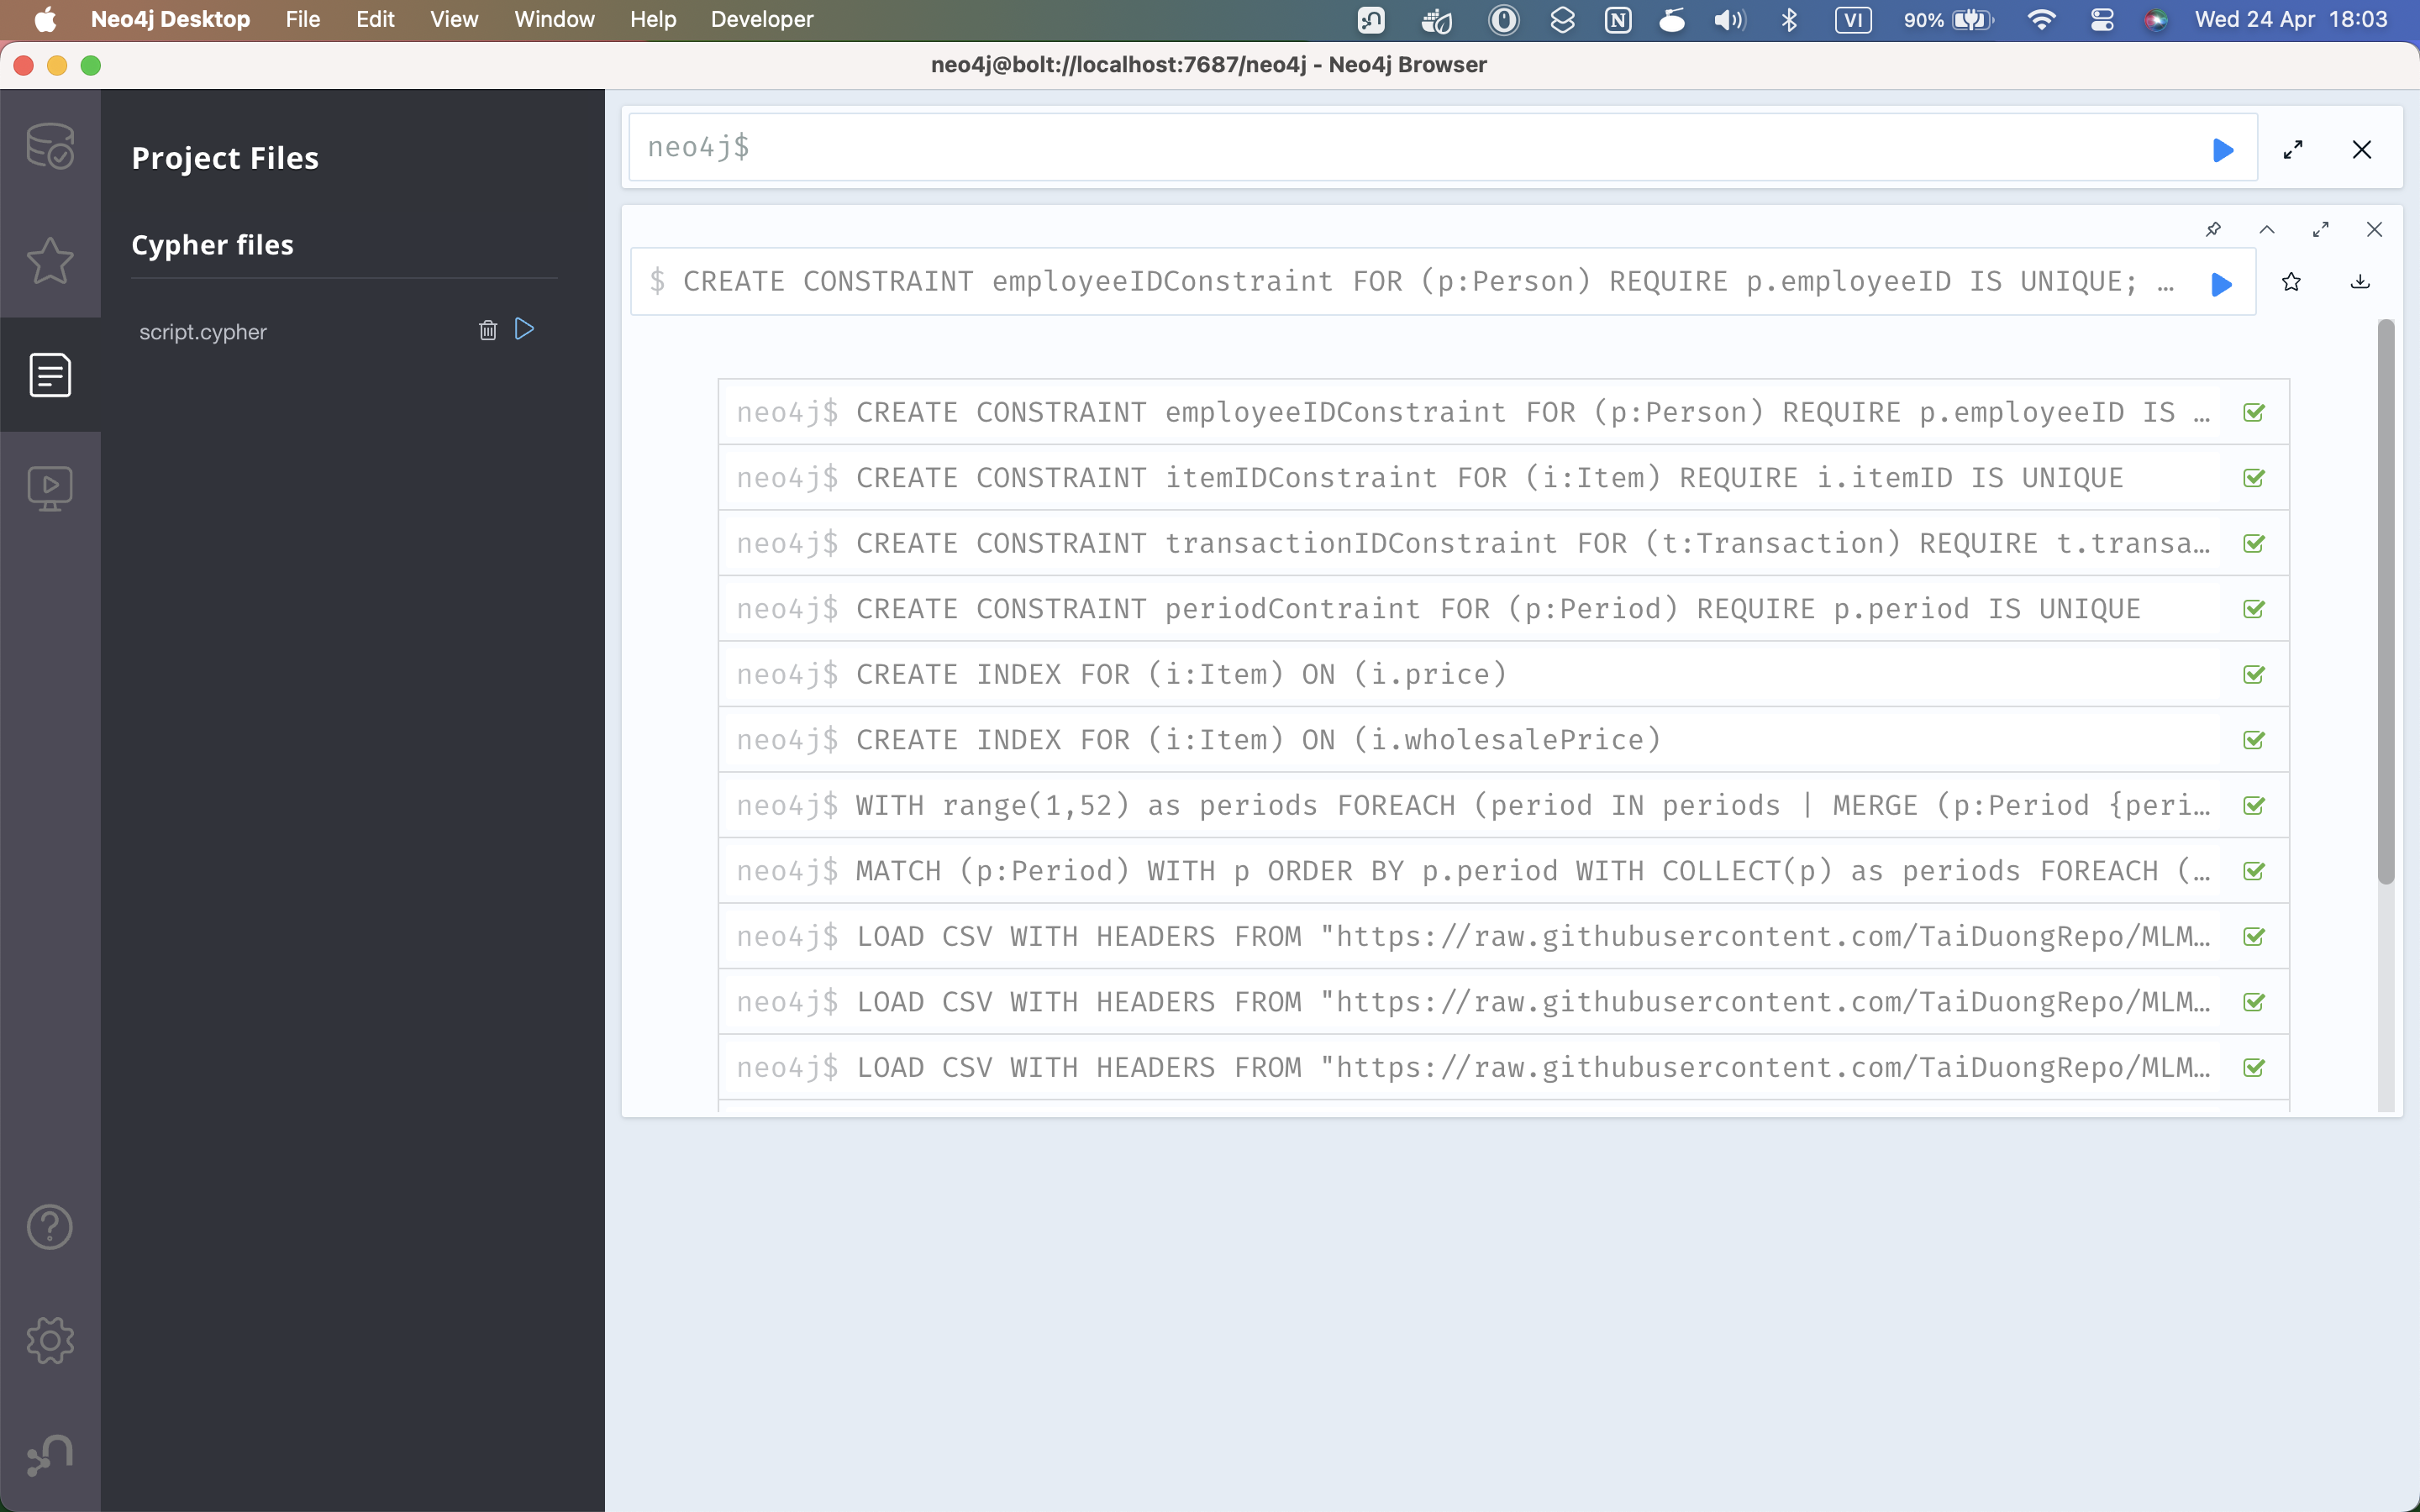 Neo4j Desktop File Edit View Window Help Developer VI 90% Wed 24 Apr 18:03
neo4j@bolt://localhost:7687/neo4j - Neo4j Browser
Project Files
Cypher files
script.cypher
neo4j$
$ CREATE CONSTRAINT employeeIDConstraint FOR (p:Person) REQUIRE p.employeeID IS UNIQUE; …
neo4j$ CREATE CONSTRAINT employeeIDConstraint FOR (p:Person) REQUIRE p.employeeID IS …
neo4j$ CREATE CONSTRAINT itemIDConstraint FOR (i:Item) REQUIRE i.itemID IS UNIQUE
neo4j$ CREATE CONSTRAINT transactionIDConstraint FOR (t:Transaction) REQUIRE t.transa…
neo4j$ CREATE CONSTRAINT periodContraint FOR (p:Period) REQUIRE p.period IS UNIQUE
neo4j$ CREATE INDEX FOR (i:Item) ON (i.price)
neo4j$ CREATE INDEX FOR (i:Item) ON (i.wholesalePrice)
neo4j$ WITH range(1,52) as periods FOREACH (period IN periods | MERGE (p:Period {peri…
neo4j$ MATCH (p:Period) WITH p ORDER BY p.period WITH COLLECT(p) as periods FOREACH (…
neo4j$ LOAD CSV WITH HEADERS FROM "https://raw.githubusercontent.com/TaiDuongRepo/MLM…
neo4j$ LOAD CSV WITH HEADERS FROM "https://raw.githubusercontent.com/TaiDuongRepo/MLM…
neo4j$ LOAD CSV WITH HEADERS FROM "https://raw.githubusercontent.com/TaiDuongRepo/MLM…